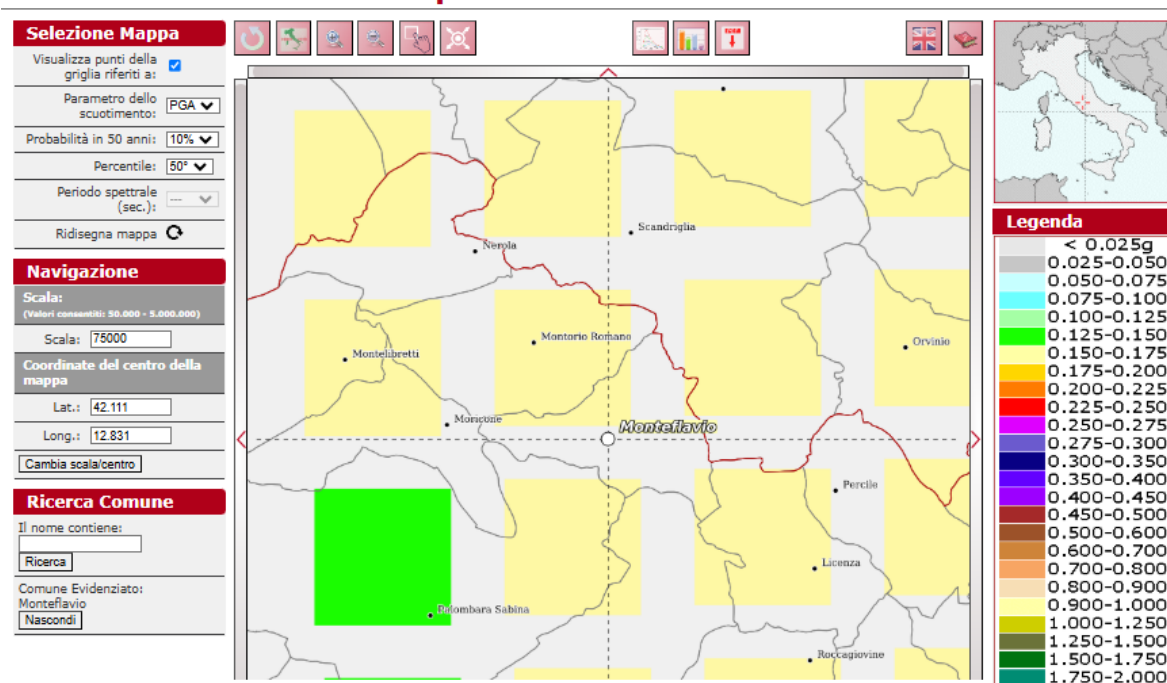 Selezione Mappa
Visualizza punti della
griglia riferiti a:
Parametro dello
scuotimento:
PGA
Probabilità in 50 anni:
10%
Percentile:
50°
Periodo spettrale
(sec.):
---
Ridisegna mappa
Navigazione
Scala:
(Valori consentiti: 50.000 - 5.000.000)
Scala:
75000
Coordinate del centro della
mappa
Lat.:
42.111
Long.:
12.831
Cambia scala/centro
Ricerca Comune
Il nome contiene:
Ricerca
Comune Evidenziato:
Monteflavio
Nascondi
Scandriglia
Nerola
Montorio Romano
Orvinio
Montelibretti
Moricone
Monteflavio
Percile
Licenza
Palombara Sabina
Roccagiovine
Legenda
< 0.025g
0.025-0.050
0.050-0.075
0.075-0.100
0.100-0.125
0.125-0.150
0.150-0.175
0.175-0.200
0.200-0.225
0.225-0.250
0.250-0.275
0.275-0.300
0.300-0.350
0.350-0.400
0.400-0.450
0.450-0.500
0.500-0.600
0.600-0.700
0.700-0.800
0.800-0.900
0.900-1.000
1.000-1.250
1.250-1.500
1.500-1.750
1.750-2.000